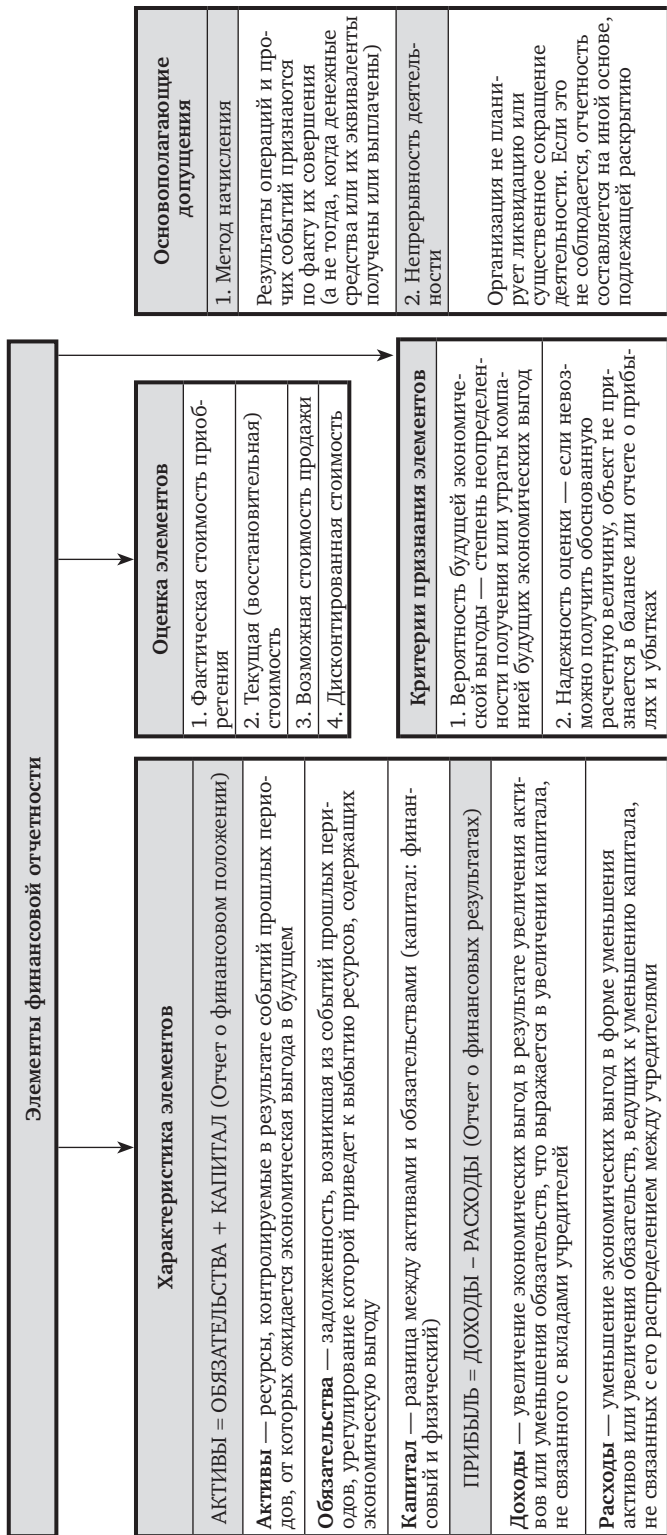 Элементы финансовой отчетности
Характеристика элементов
АКТИВЫ = ОБЯЗАТЕЛЬСТВА + КАПИТАЛ (Отчет о финансовом положении)
Активы — ресурсы, контролируемые в результате событий прошлых перио-
дов, от которых ожидается экономическая выгода в будущем
Обязательства — задолженность, возникшая из событий прошлых пери-
одов, урегулирование которой приведет к выбытию ресурсов, содержащих
экономическую выгоду
Капитал — разница между активами и обязательствами (капитал: финан-
совый и физический)
ПРИБЫЛЬ = ДОХОДЫ – РАСХОДЫ (Отчет о финансовых результатах)
Доходы — увеличение экономических выгод в результате увеличения акти-
вов или уменьшения обязательств, что выражается в увеличении капитала,
не связанного с вкладами учредителей
Расходы — уменьшение экономических выгод в форме уменьшения
активов или увеличения обязательств, ведущих к уменьшению капитала,
не связанных с его распределением между учредителями
Оценка элементов
1. Фактическая стоимость приоб-
ретения
2. Текущая (восстановительная)
стоимость
3. Возможная стоимость продажи
4. Дисконтированная стоимость
Критерии признания элементов
1. Вероятность будущей экономиче-
ской выгоды — степень неопределен-
ности получения или утраты компа-
нией будущих экономических выгод
2. Надежность оценки — если невоз-
можно получить обоснованную
расчетную величину, объект не при-
знается в балансе или отчете о прибы-
лях и убытках
Основополагающие
допущения
1. Метод начисления
Результаты операций и про-
чих событий признаются
по факту их совершения
(а не тогда, когда денежные
средства или их эквиваленты
получены или выплачены)
2. Непрерывность деятель-
ности
Организация не плани-
рует ликвидацию или
существенное сокращение
деятельности. Если это
не соблюдается, отчетность
составляется на иной основе,
подлежащей раскрытию